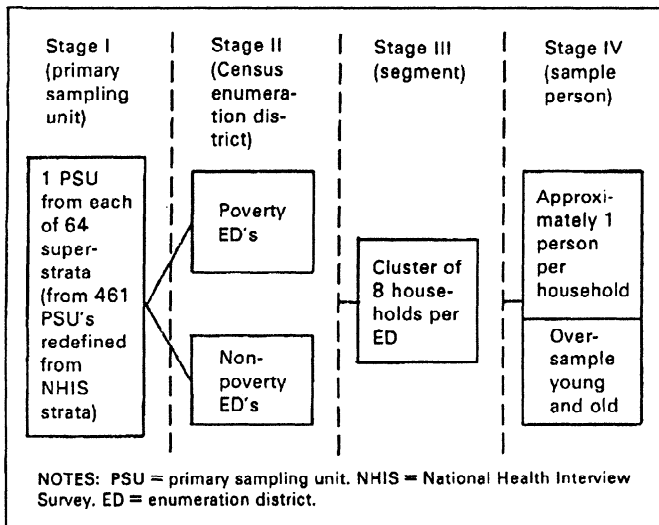 Stage I
(primary
sampling
unit)
Stage II
(Census
enumera-
tion dis-
trict)
Stage III
(segment)
Stage IV
(sample
person)
1 PSU
from each
of 64
super-
strata
(from 461
PSU's
redefined
from
NHIS
strata)
Poverty
ED's
Non-
poverty
ED's
Cluster of
8 house-
holds per
ED
Approxi-
mately 1
person
per
household
Over-
sample
young
and old
NOTES: PSU = primary sampling unit. NHIS = National Health Interview
Survey. ED = enumeration district.